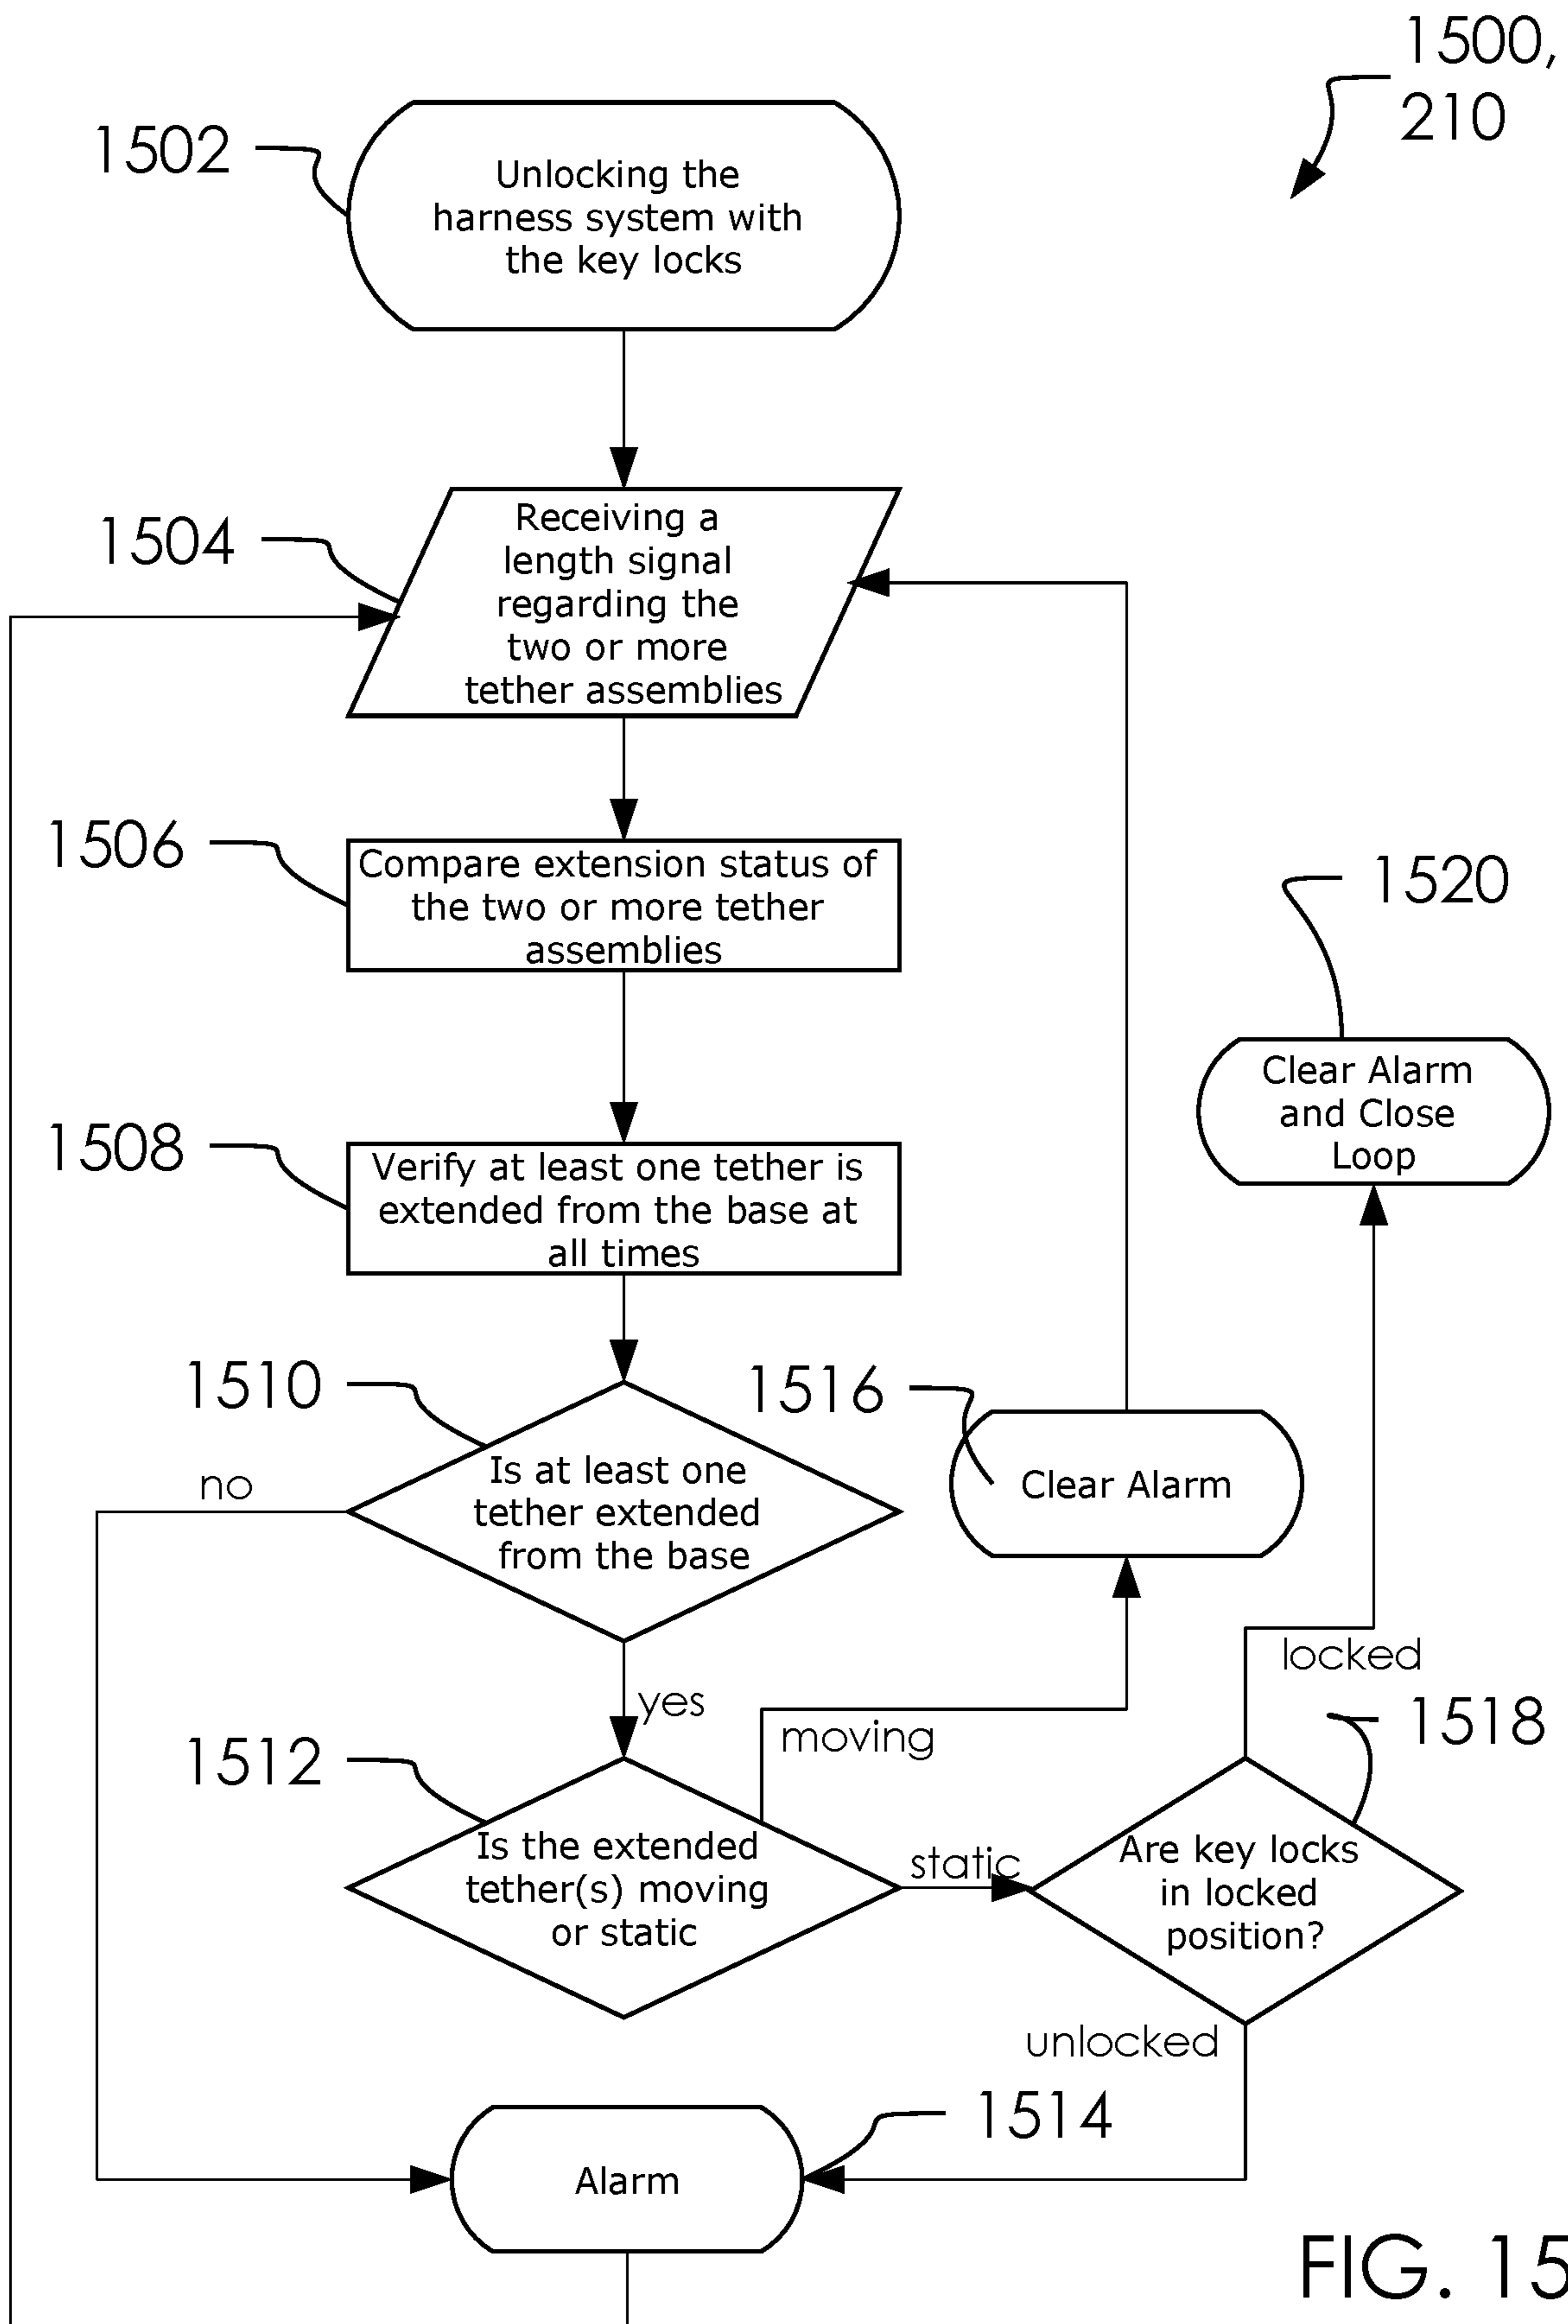 1500,
210
1502
Unlocking the
harness system with
the key locks
1504
Receiving a
length signal
regarding the
two or more
tether assemblies
1506
Compare extension status of
the two or more tether
assemblies
1520
Clear Alarm
and Close
Loop
1508
Verify at least one tether is
extended from the base at
all times
1510
Is at least one
tether extended
from the base
no
yes
1516
Clear Alarm
locked
1518
moving
1512
Is the extended
tether(s) moving
or static
static
Are key locks
in locked
position?
unlocked
1514
Alarm
FIG. 15